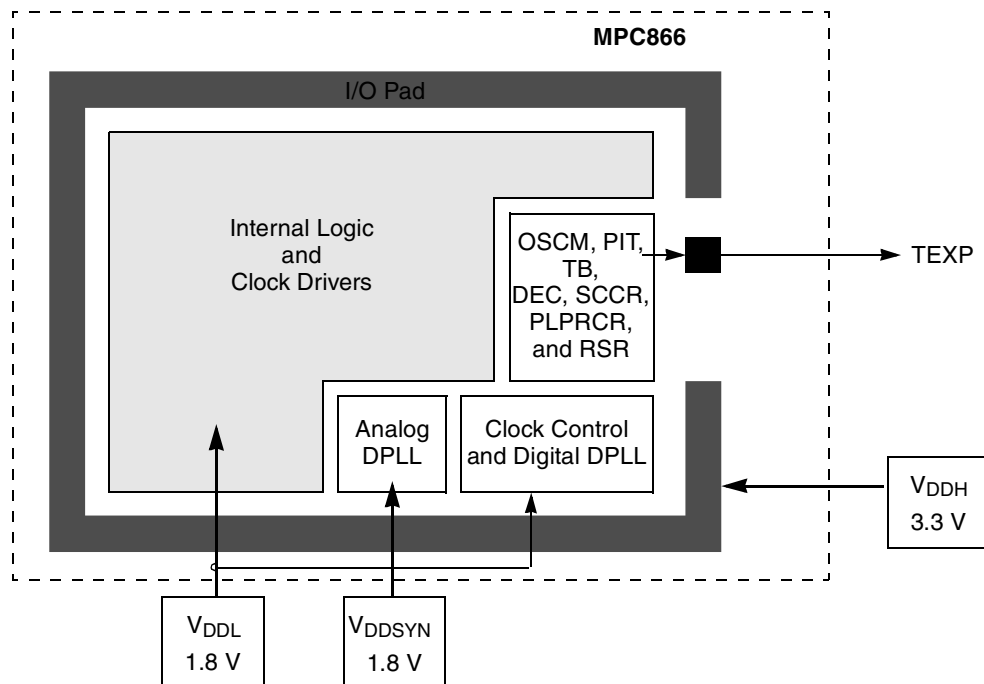 MPC866
I/O Pad
Internal Logic
and
Clock Drivers
OSCM, PIT,
TB,
DEC, SCCR,
PLPRCR,
and RSR
TEXP
Analog
DPLL
Clock Control
and Digital DPLL
VDDH
3.3 V
VDDL
1.8 V
VDDSYN
1.8 V